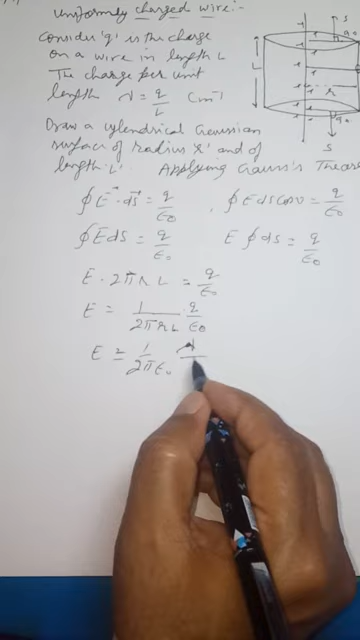 uniformly charged wire:-
Consider 'q' is the charge
on a wire in length L
The charge per unit
length λ = q/L Cm⁻¹
Draw a cylindrical Gaussian
surface of radius 'r' and of
length 'L'. Applying Gauss's Theorem
∮E⃗·ds⃗ = q/ε₀ , ∮E ds cos0 = q/ε₀
∮E ds = q/ε₀ E∮ds = q/ε₀
E · 2πrL = q/ε₀
E = 1/2πrL q/ε₀
E = 1/2πε₀ λ
S
90
L
r
90
S